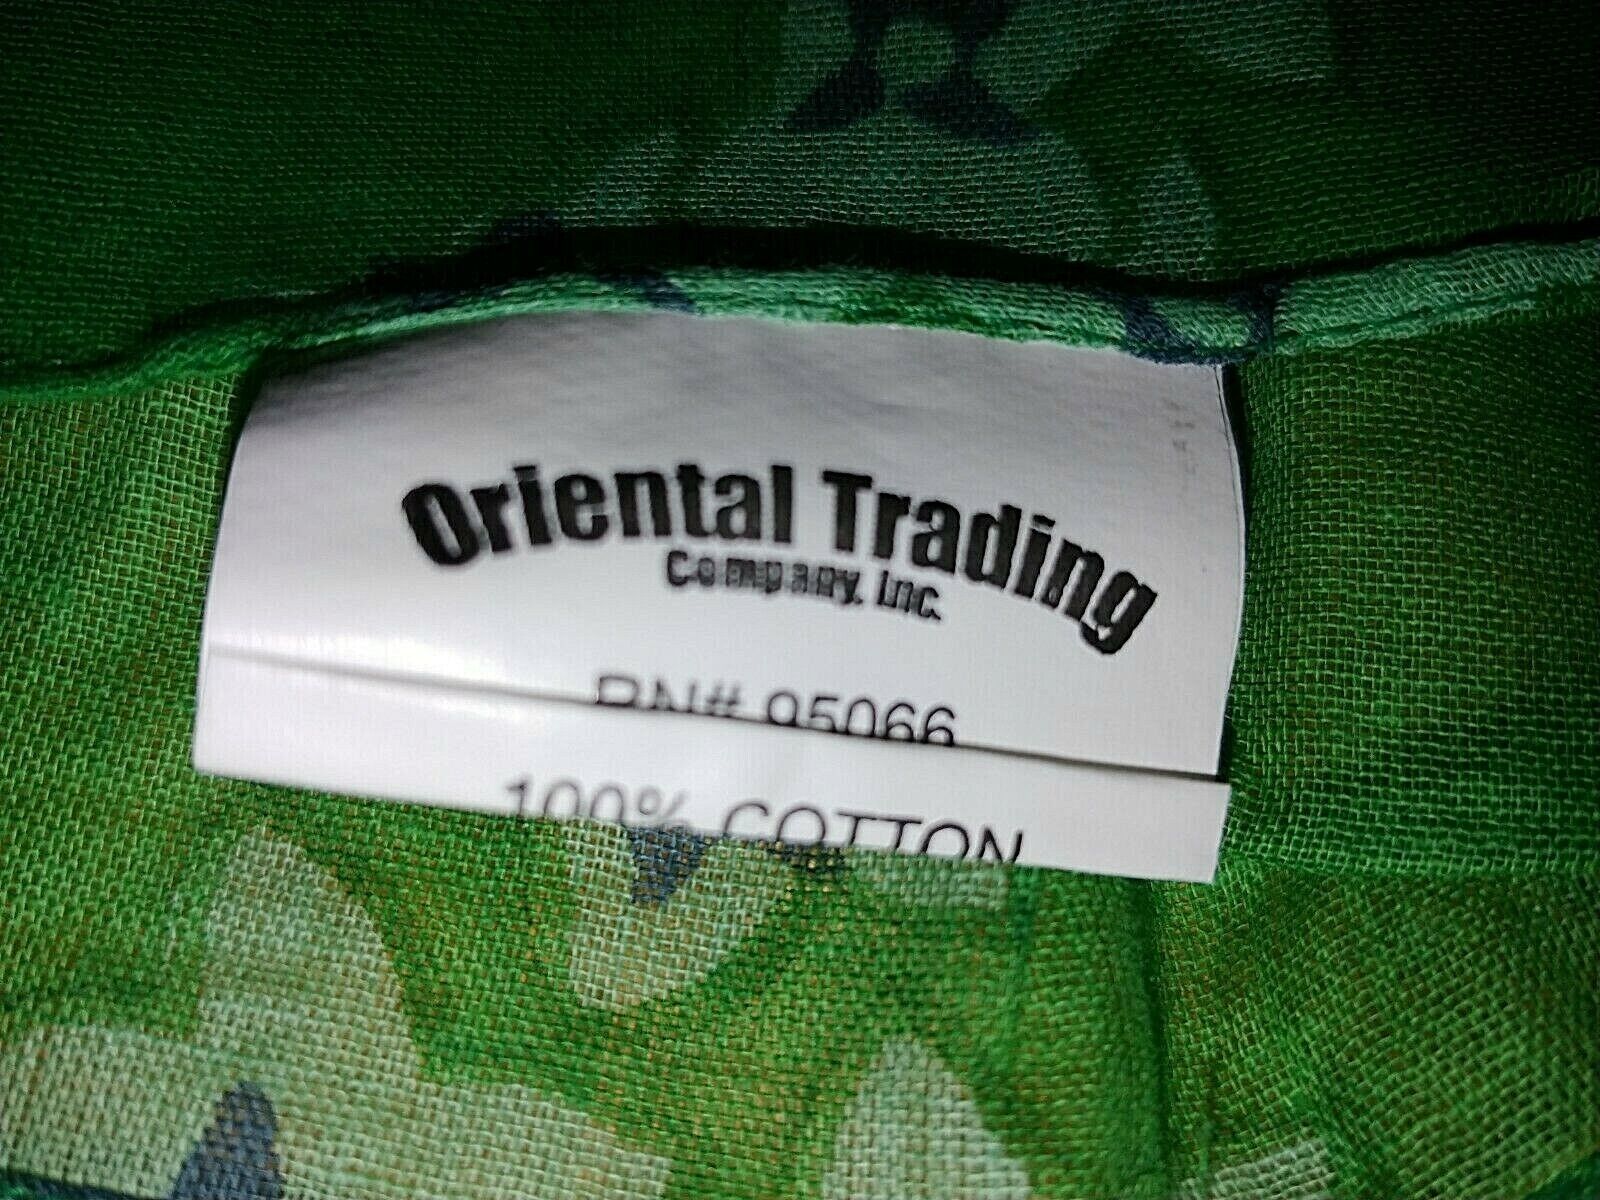 Oriental Trading
Company, Inc.
RN# 95066
100% COTTON